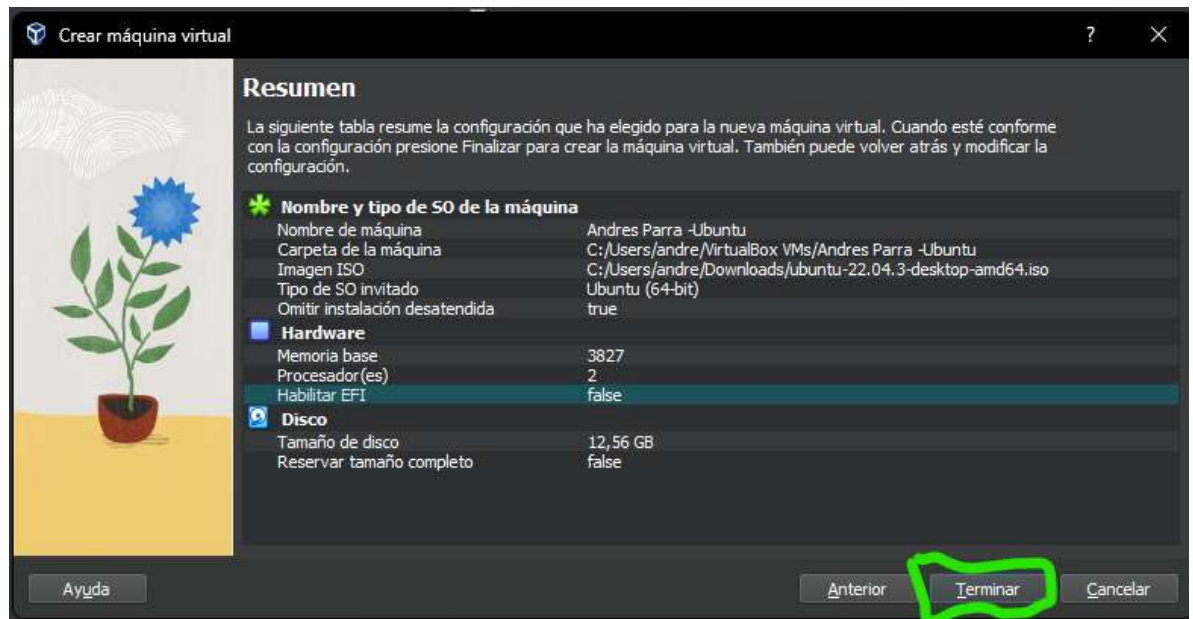 Crear máquina virtual
?
Resumen
La siguiente tabla resume la configuración que ha elegido para la nueva máquina virtual. Cuando esté conforme
con la configuración presione Finalizar para crear la máquina virtual. También puede volver atrás y modificar la
configuración.
Nombre y tipo de SO de la máquina
Nombre de máquina Andres Parra -Ubuntu
Carpeta de la máquina C:/Users/andre/VirtualBox VMs/Andres Parra -Ubuntu
Imagen ISO C:/Users/andre/Downloads/ubuntu-22.04.3-desktop-amd64.iso
Tipo de SO invitado Ubuntu (64-bit)
Omitir instalación desatendida true
Hardware
Memoria base 3827
Procesador(es) 2
Habilitar EFI false
Disco
Tamaño de disco 12,56 GB
Reservar tamaño completo false
Ayuda Anterior Terminar Cancelar